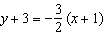 y + 3 = −3/2 (x + 1)